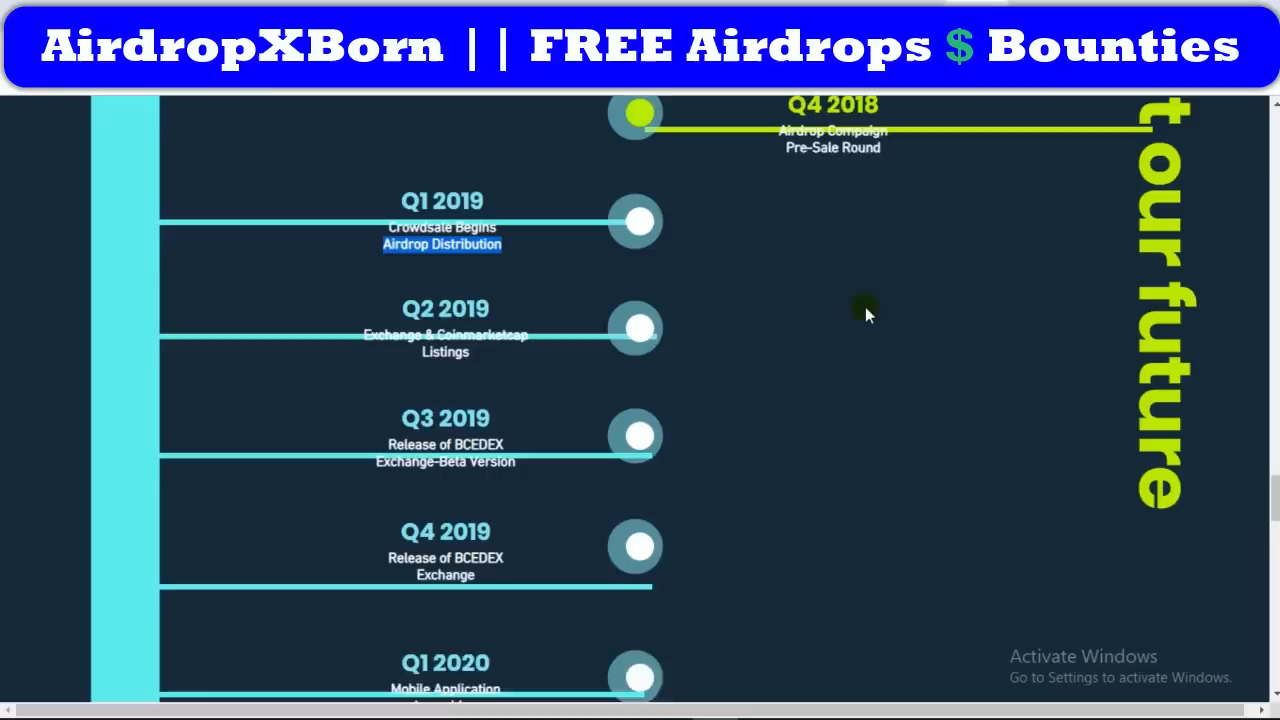 AirdropXBorn || FREE Airdrops $ Bounties
Q4 2018
Airdrop Campaign
Pre-Sale Round
Q1 2019
Crowdsale Begins
Airdrop Distribution
Q2 2019
Exchange & Coinmarketcap
Listings
Q3 2019
Release of BCEDEX
Exchange-Beta Version
Q4 2019
Release of BCEDEX
Exchange
Q1 2020
Mobile Application
t our future
Activate Windows
Go to Settings to activate Windows.